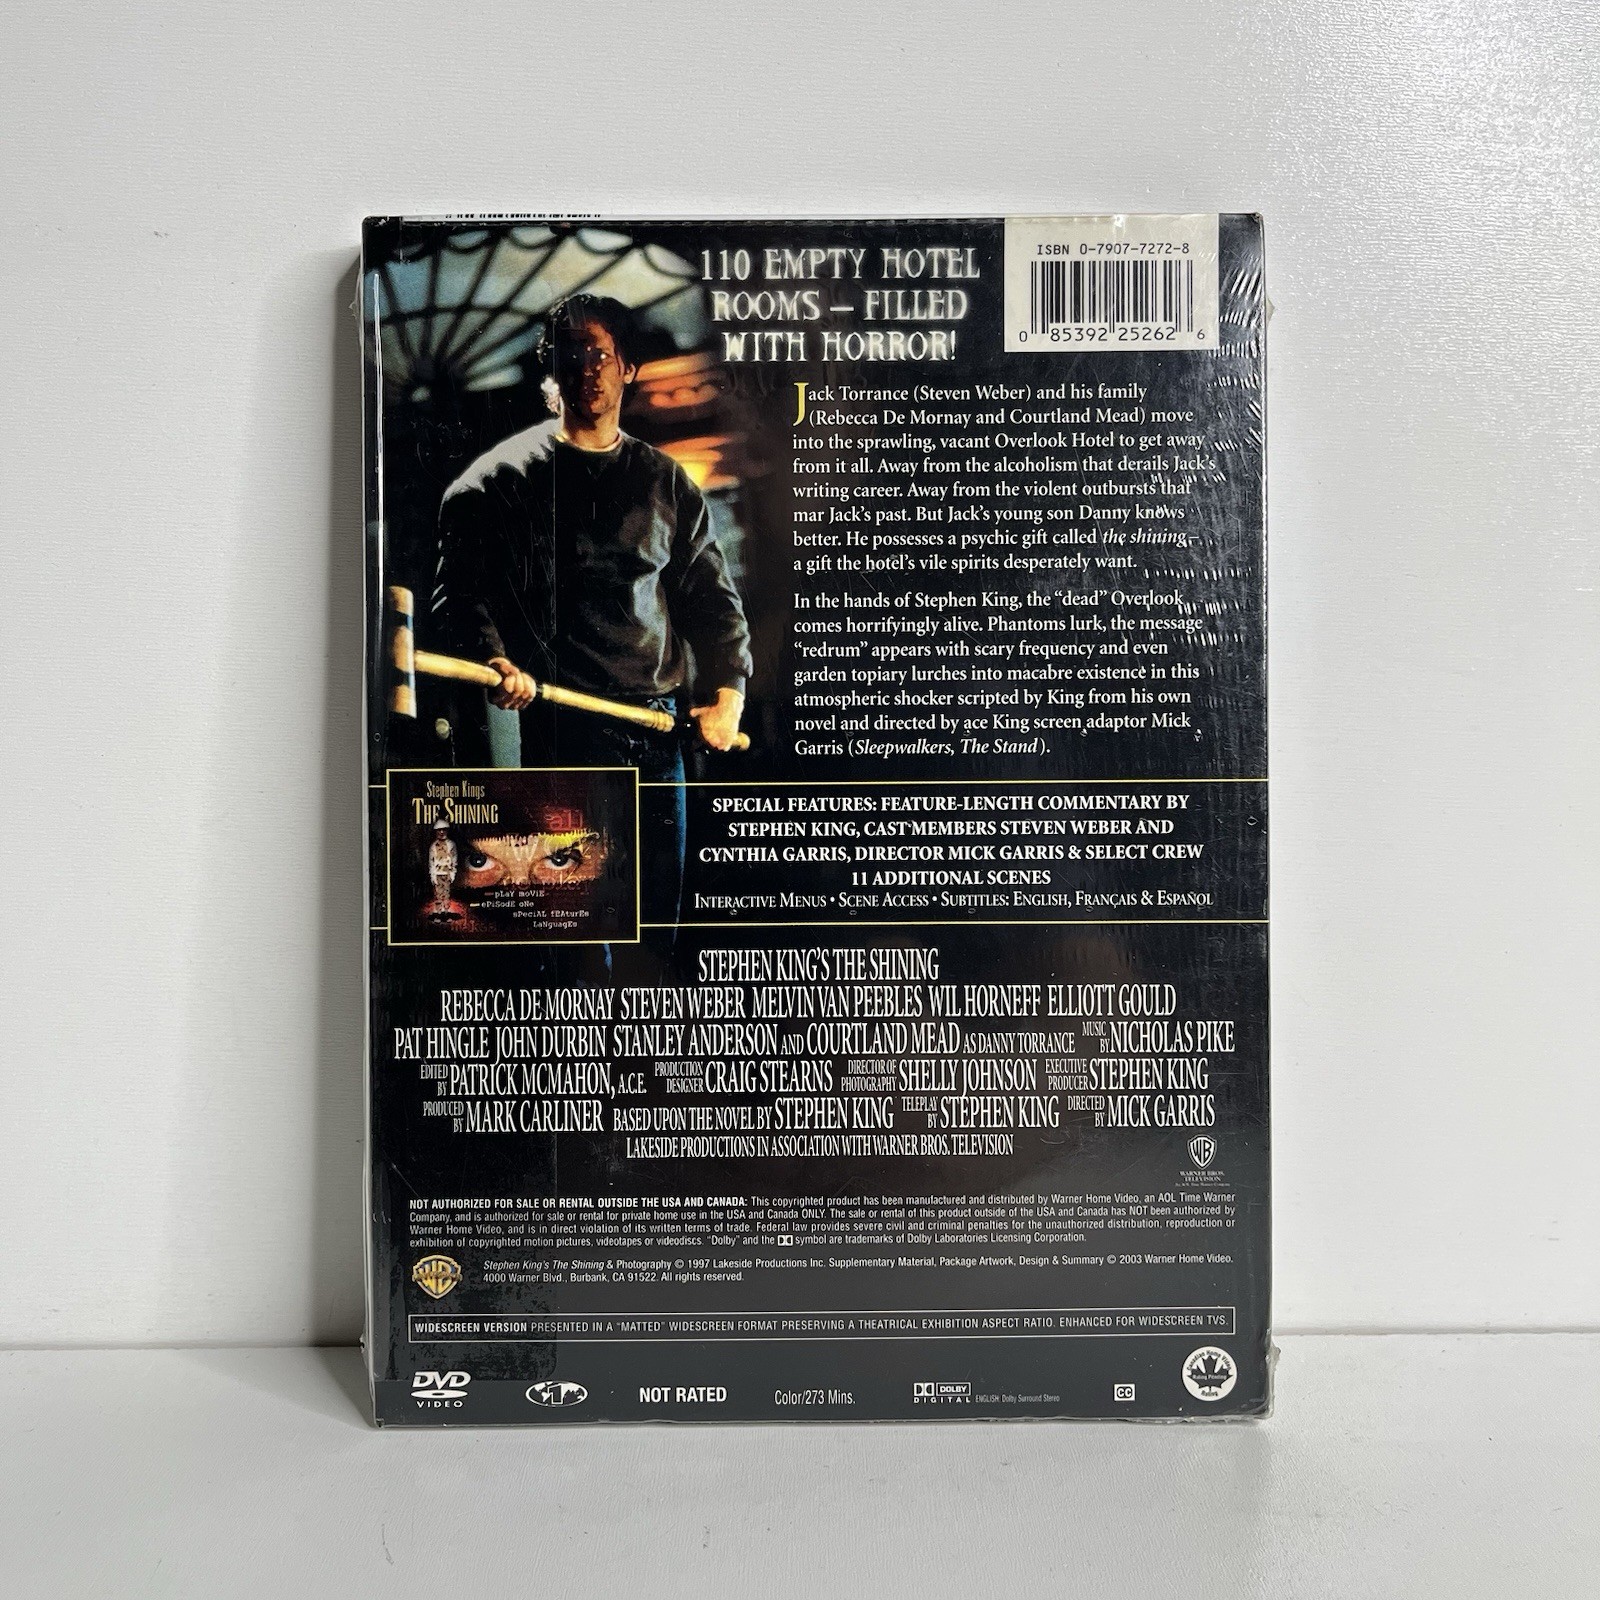 110 EMPTY HOTEL
ROOMS – FILLED
WITH HORROR!
ISBN 0-7907-7272-8
0 85392 25262 6
Jack Torrance (Steven Weber) and his family
(Rebecca De Mornay and Courtland Mead) move
into the sprawling, vacant Overlook Hotel to get away
from it all. Away from the alcoholism that derails Jack's
writing career. Away from the violent outbursts that
mar Jack's past. But Jack's young son Danny knows
better. He possesses a psychic gift called the shining –
a gift the hotel's vile spirits desperately want.
In the hands of Stephen King, the “dead” Overlook
comes horrifyingly alive. Phantoms lurk, the message
“redrum” appears with scary frequency and even
garden topiary lurches into macabre existence in this
atmospheric shocker scripted by King from his own
novel and directed by ace King screen adaptor Mick
Garris (Sleepwalkers, The Stand).
Stephen Kings
THE SHINING
all
PLAY MOVIE
EPISODE ONE
SPECIAL FEATURES
LANGUAGES
SPECIAL FEATURES: FEATURE-LENGTH COMMENTARY BY
STEPHEN KING, CAST MEMBERS STEVEN WEBER AND
CYNTHIA GARRIS, DIRECTOR MICK GARRIS & SELECT CREW
11 ADDITIONAL SCENES
INTERACTIVE MENUS • SCENE ACCESS • SUBTITLES: ENGLISH, FRANÇAIS & ESPAÑOL
STEPHEN KING'S THE SHINING
REBECCA DE MORNAY STEVEN WEBER MELVIN VAN PEEBLES WIL HORNEFF ELLIOTT GOULD
PAT HINGLE JOHN DURBIN STANLEY ANDERSON AND COURTLAND MEAD AS DANNY TORRANCE MUSIC BY NICHOLAS PIKE
EDITED BY PATRICK MCMAHON, A.C.E. PRODUCTION DESIGNER CRAIG STEARNS DIRECTOR OF PHOTOGRAPHY SHELLY JOHNSON EXECUTIVE PRODUCER STEPHEN KING
PRODUCED BY MARK CARLINER BASED UPON THE NOVEL BY STEPHEN KING TELEPLAY BY STEPHEN KING DIRECTED BY MICK GARRIS
LAKESIDE PRODUCTIONS IN ASSOCIATION WITH WARNER BROS. TELEVISION
WB
WARNER BROS.
TELEVISION
NOT AUTHORIZED FOR SALE OR RENTAL OUTSIDE THE USA AND CANADA: This copyrighted product has been manufactured and distributed by Warner Home Video, an AOL Time Warner
Company, and is authorized for sale or rental for private home use in the USA and Canada ONLY. The sale or rental of this product outside of the USA and Canada has NOT been authorized by
Warner Home Video, and is in direct violation of its written terms of trade. Federal law provides severe civil and criminal penalties for the unauthorized distribution, reproduction or
exhibition of copyrighted motion pictures, videotapes or videodiscs. “Dolby” and the symbol are trademarks of Dolby Laboratories Licensing Corporation.
Stephen King's The Shining & Photography © 1997 Lakeside Productions Inc. Supplementary Material, Package Artwork, Design & Summary © 2003 Warner Home Video.
4000 Warner Blvd., Burbank, CA 91522. All rights reserved.
WIDESCREEN VERSION PRESENTED IN A “MATTED” WIDESCREEN FORMAT PRESERVING A THEATRICAL EXHIBITION ASPECT RATIO. ENHANCED FOR WIDESCREEN TVS.
DVD
VIDEO
1
NOT RATED
Color/273 Mins.
DOLBY
DIGITAL
ENGLISH: Dolby Surround Stereo
CC
Canadian Home Video
Rating Pending
Rating